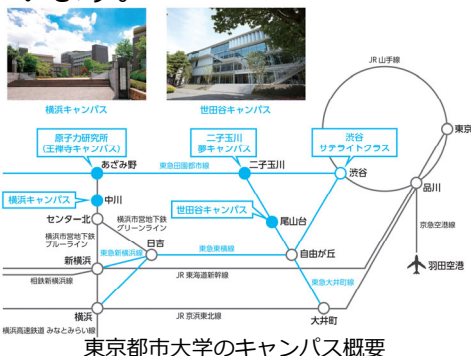 横浜キャンパス
世田谷キャンパス
JR 山手線
原子力研究所
(王禅寺キャンパス)
二子玉川
夢キャンパス
渋谷
サテライトクラス
東京
あざみ野
東急田園都市線
二子玉川
渋谷
品川
横浜キャンパス
中川
世田谷キャンパス
尾山台
センター北
横浜市営地下鉄
グリーンライン
横浜市営地下鉄
ブルーライン
日吉
京急空港線
東急新横浜線
東急東横線
自由が丘
新横浜
羽田空港
JR 東海道新幹線
相鉄新横浜線
東急大井町線
横浜
JR 京浜東北線
大井町
横浜高速鉄道 みなとみらい線
東京都市大学のキャンパス概要